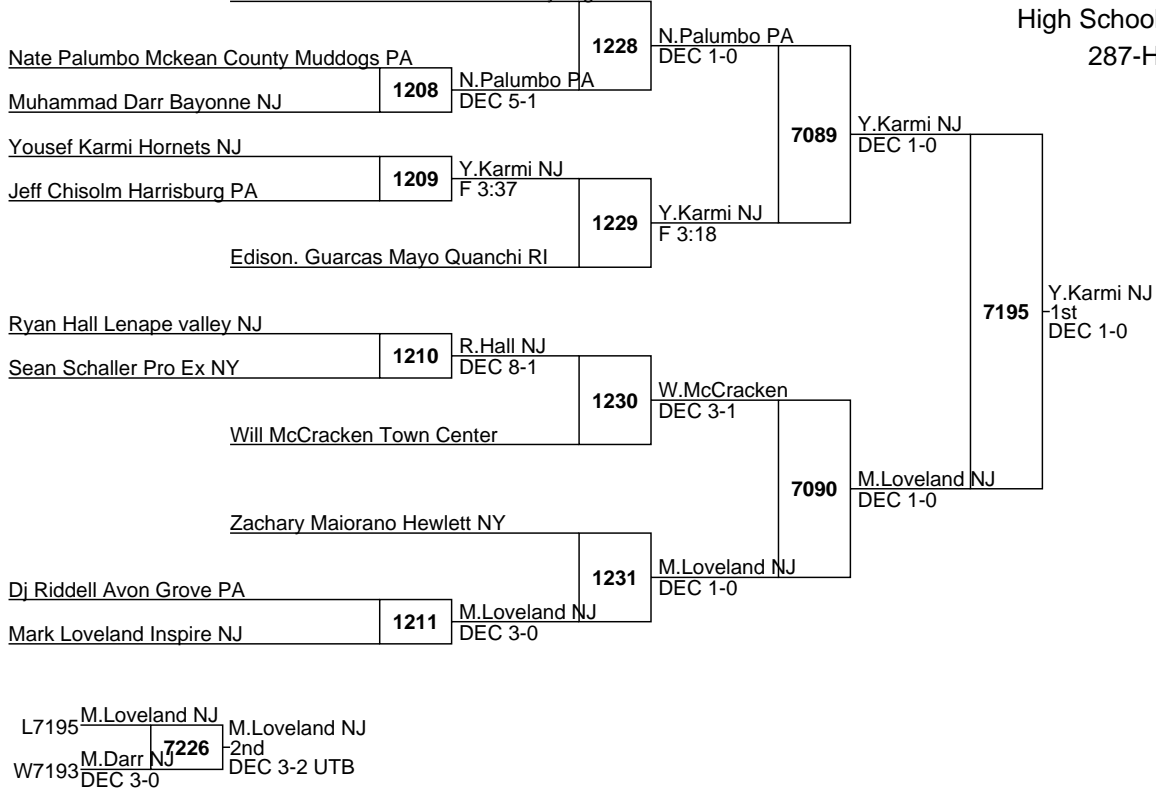 High School
287-H
1228
N.Palumbo PA
DEC 1-0
Nate Palumbo Mckean County Muddogs PA
1208
N.Palumbo PA
DEC 5-1
Muhammad Darr Bayonne NJ
7089
Y.Karmi NJ
DEC 1-0
Yousef Karmi Hornets NJ
1209
Y.Karmi NJ
F 3:37
Jeff Chisolm Harrisburg PA
1229
Y.Karmi NJ
F 3:18
Edison. Guarcas Mayo Quanchi RI
7195
Y.Karmi NJ
1st
DEC 1-0
Ryan Hall Lenape valley NJ
1210
R.Hall NJ
DEC 8-1
Sean Schaller Pro Ex NY
1230
W.McCracken
DEC 3-1
Will McCracken Town Center
7090
M.Loveland NJ
DEC 1-0
Zachary Maiorano Hewlett NY
1231
M.Loveland NJ
DEC 1-0
Dj Riddell Avon Grove PA
1211
M.Loveland NJ
DEC 3-0
Mark Loveland Inspire NJ
L7195
M.Loveland NJ
7226
M.Loveland NJ
2nd
DEC 3-2 UTB
W7193
M.Darr NJ
DEC 3-0